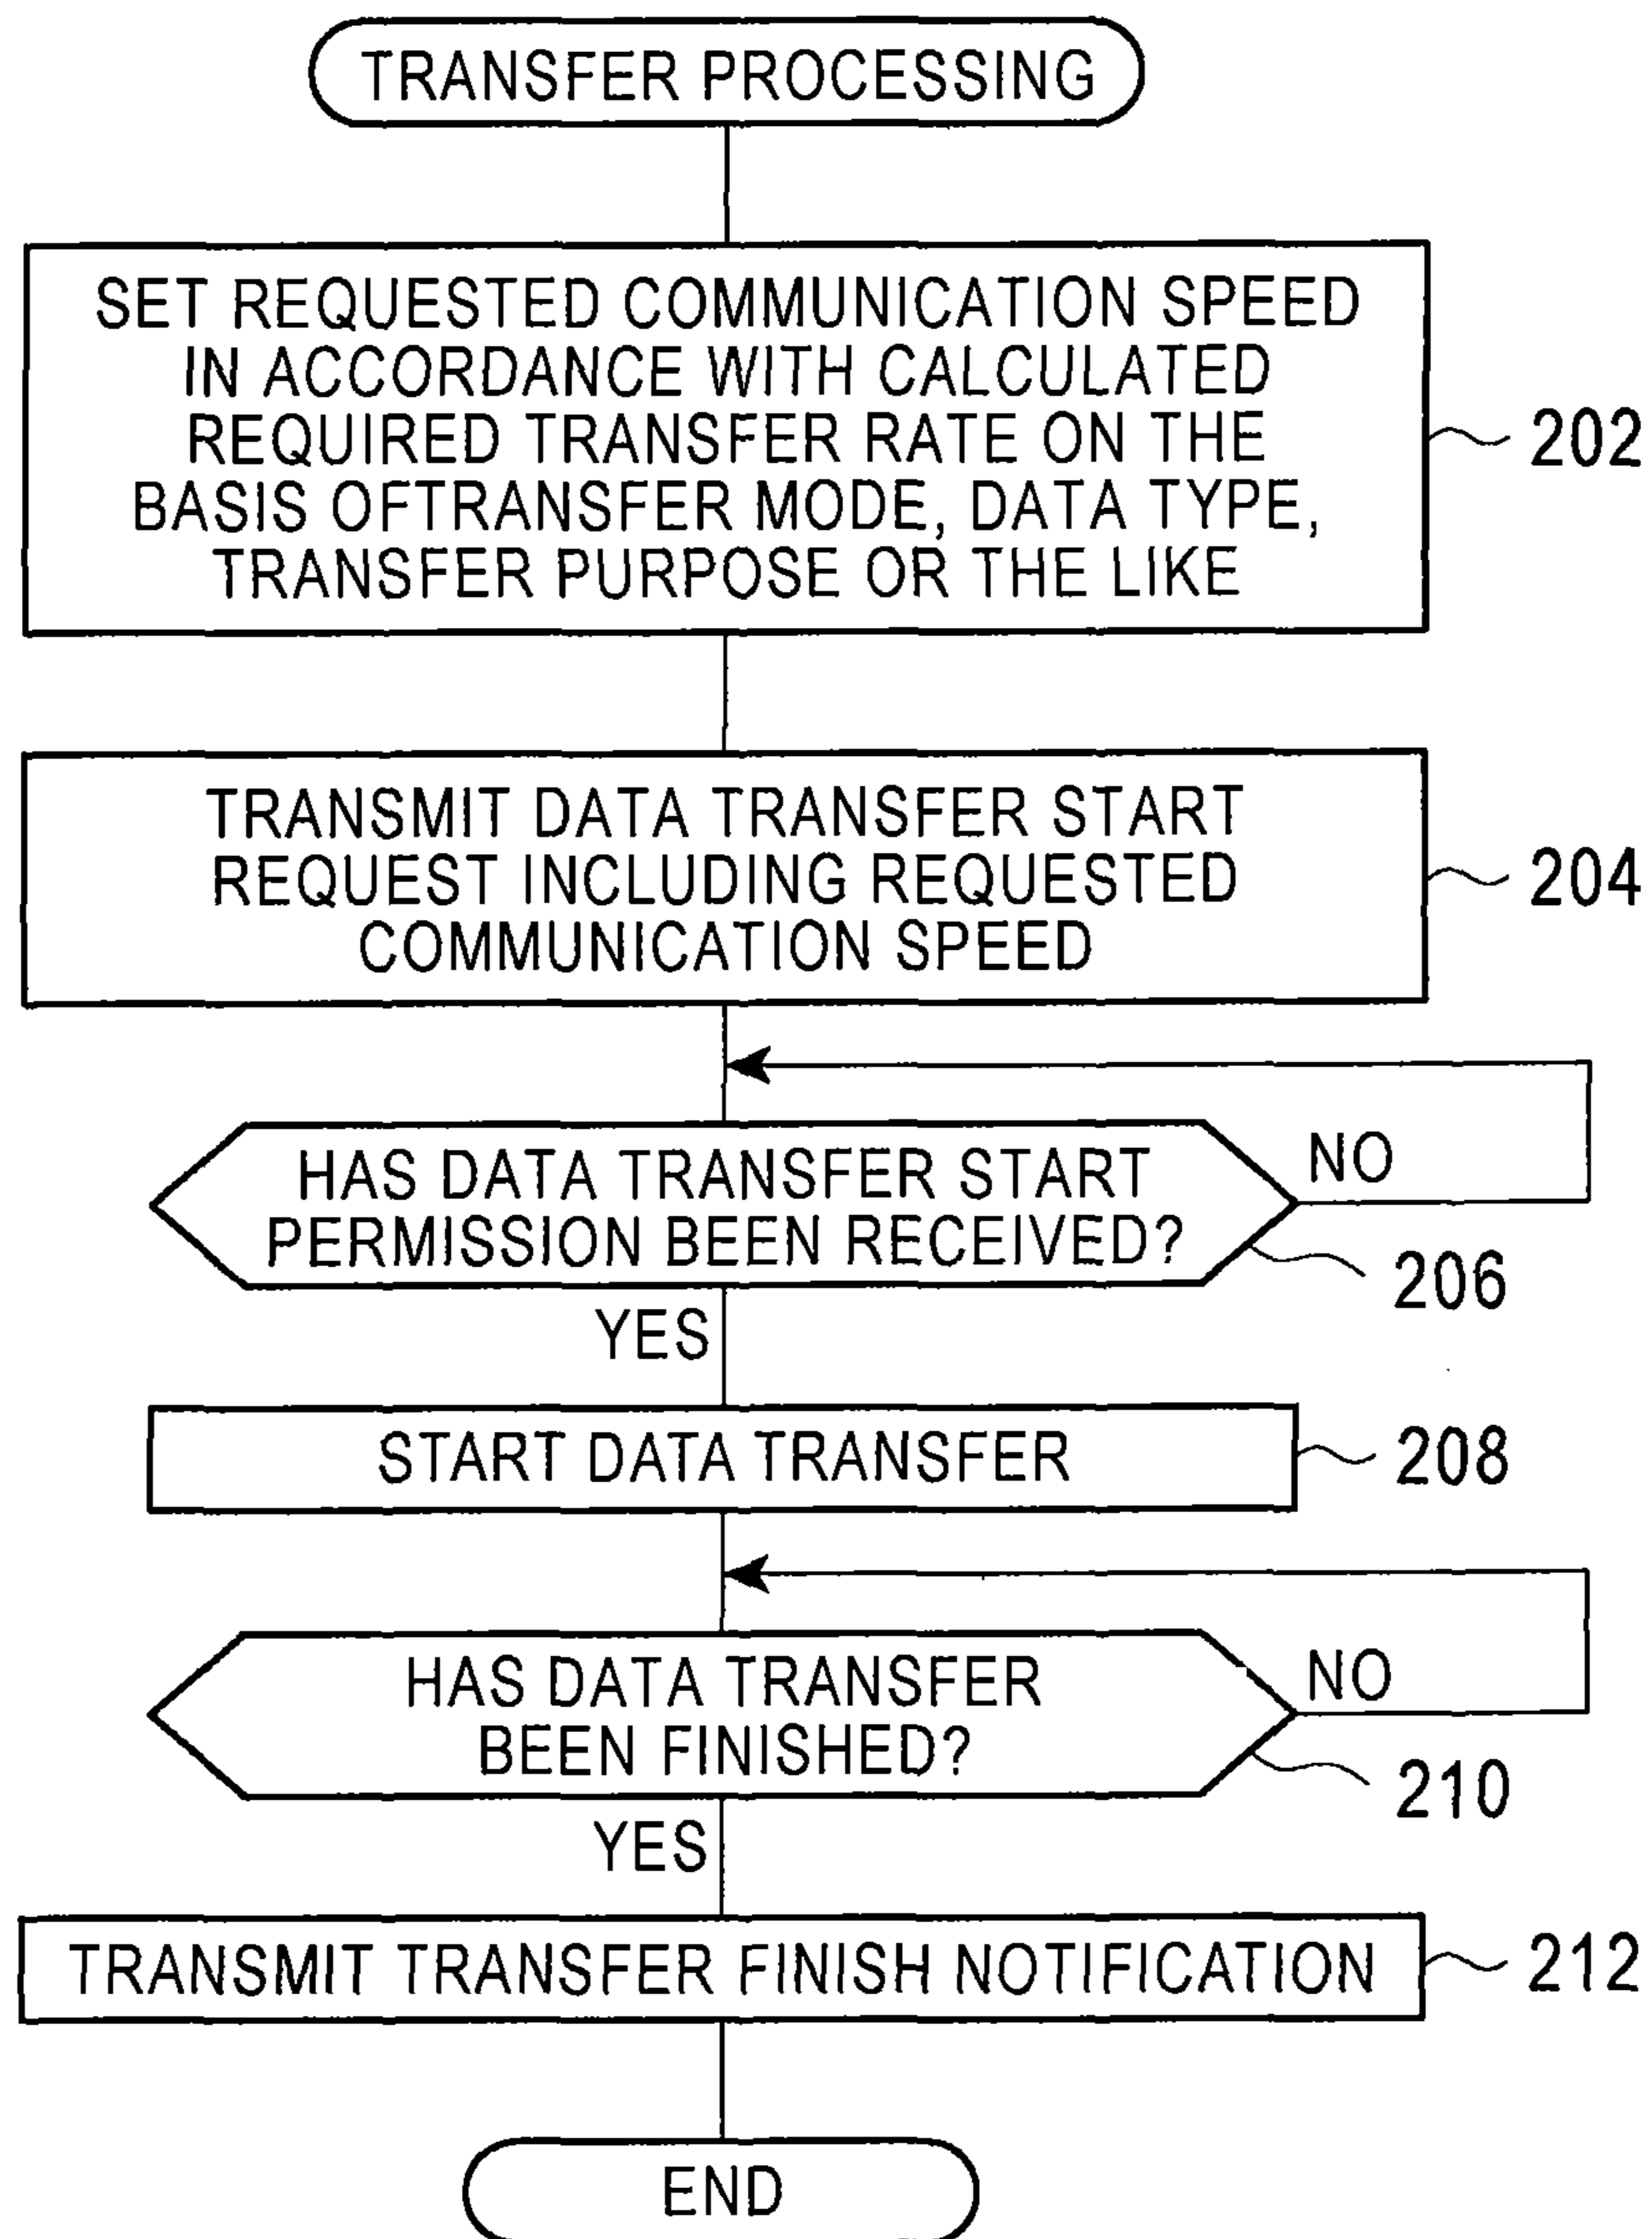 TRANSFER PROCESSING
SET REQUESTED COMMUNICATION SPEED
IN ACCORDANCE WITH CALCULATED
REQUIRED TRANSFER RATE ON THE
BASIS OFTRANSFER MODE, DATA TYPE,
TRANSFER PURPOSE OR THE LIKE
202
TRANSMIT DATA TRANSFER START
REQUEST INCLUDING REQUESTED
COMMUNICATION SPEED
204
HAS DATA TRANSFER START
PERMISSION BEEN RECEIVED?
NO
206
YES
START DATA TRANSFER
208
HAS DATA TRANSFER
BEEN FINISHED?
NO
210
YES
TRANSMIT TRANSFER FINISH NOTIFICATION
212
END